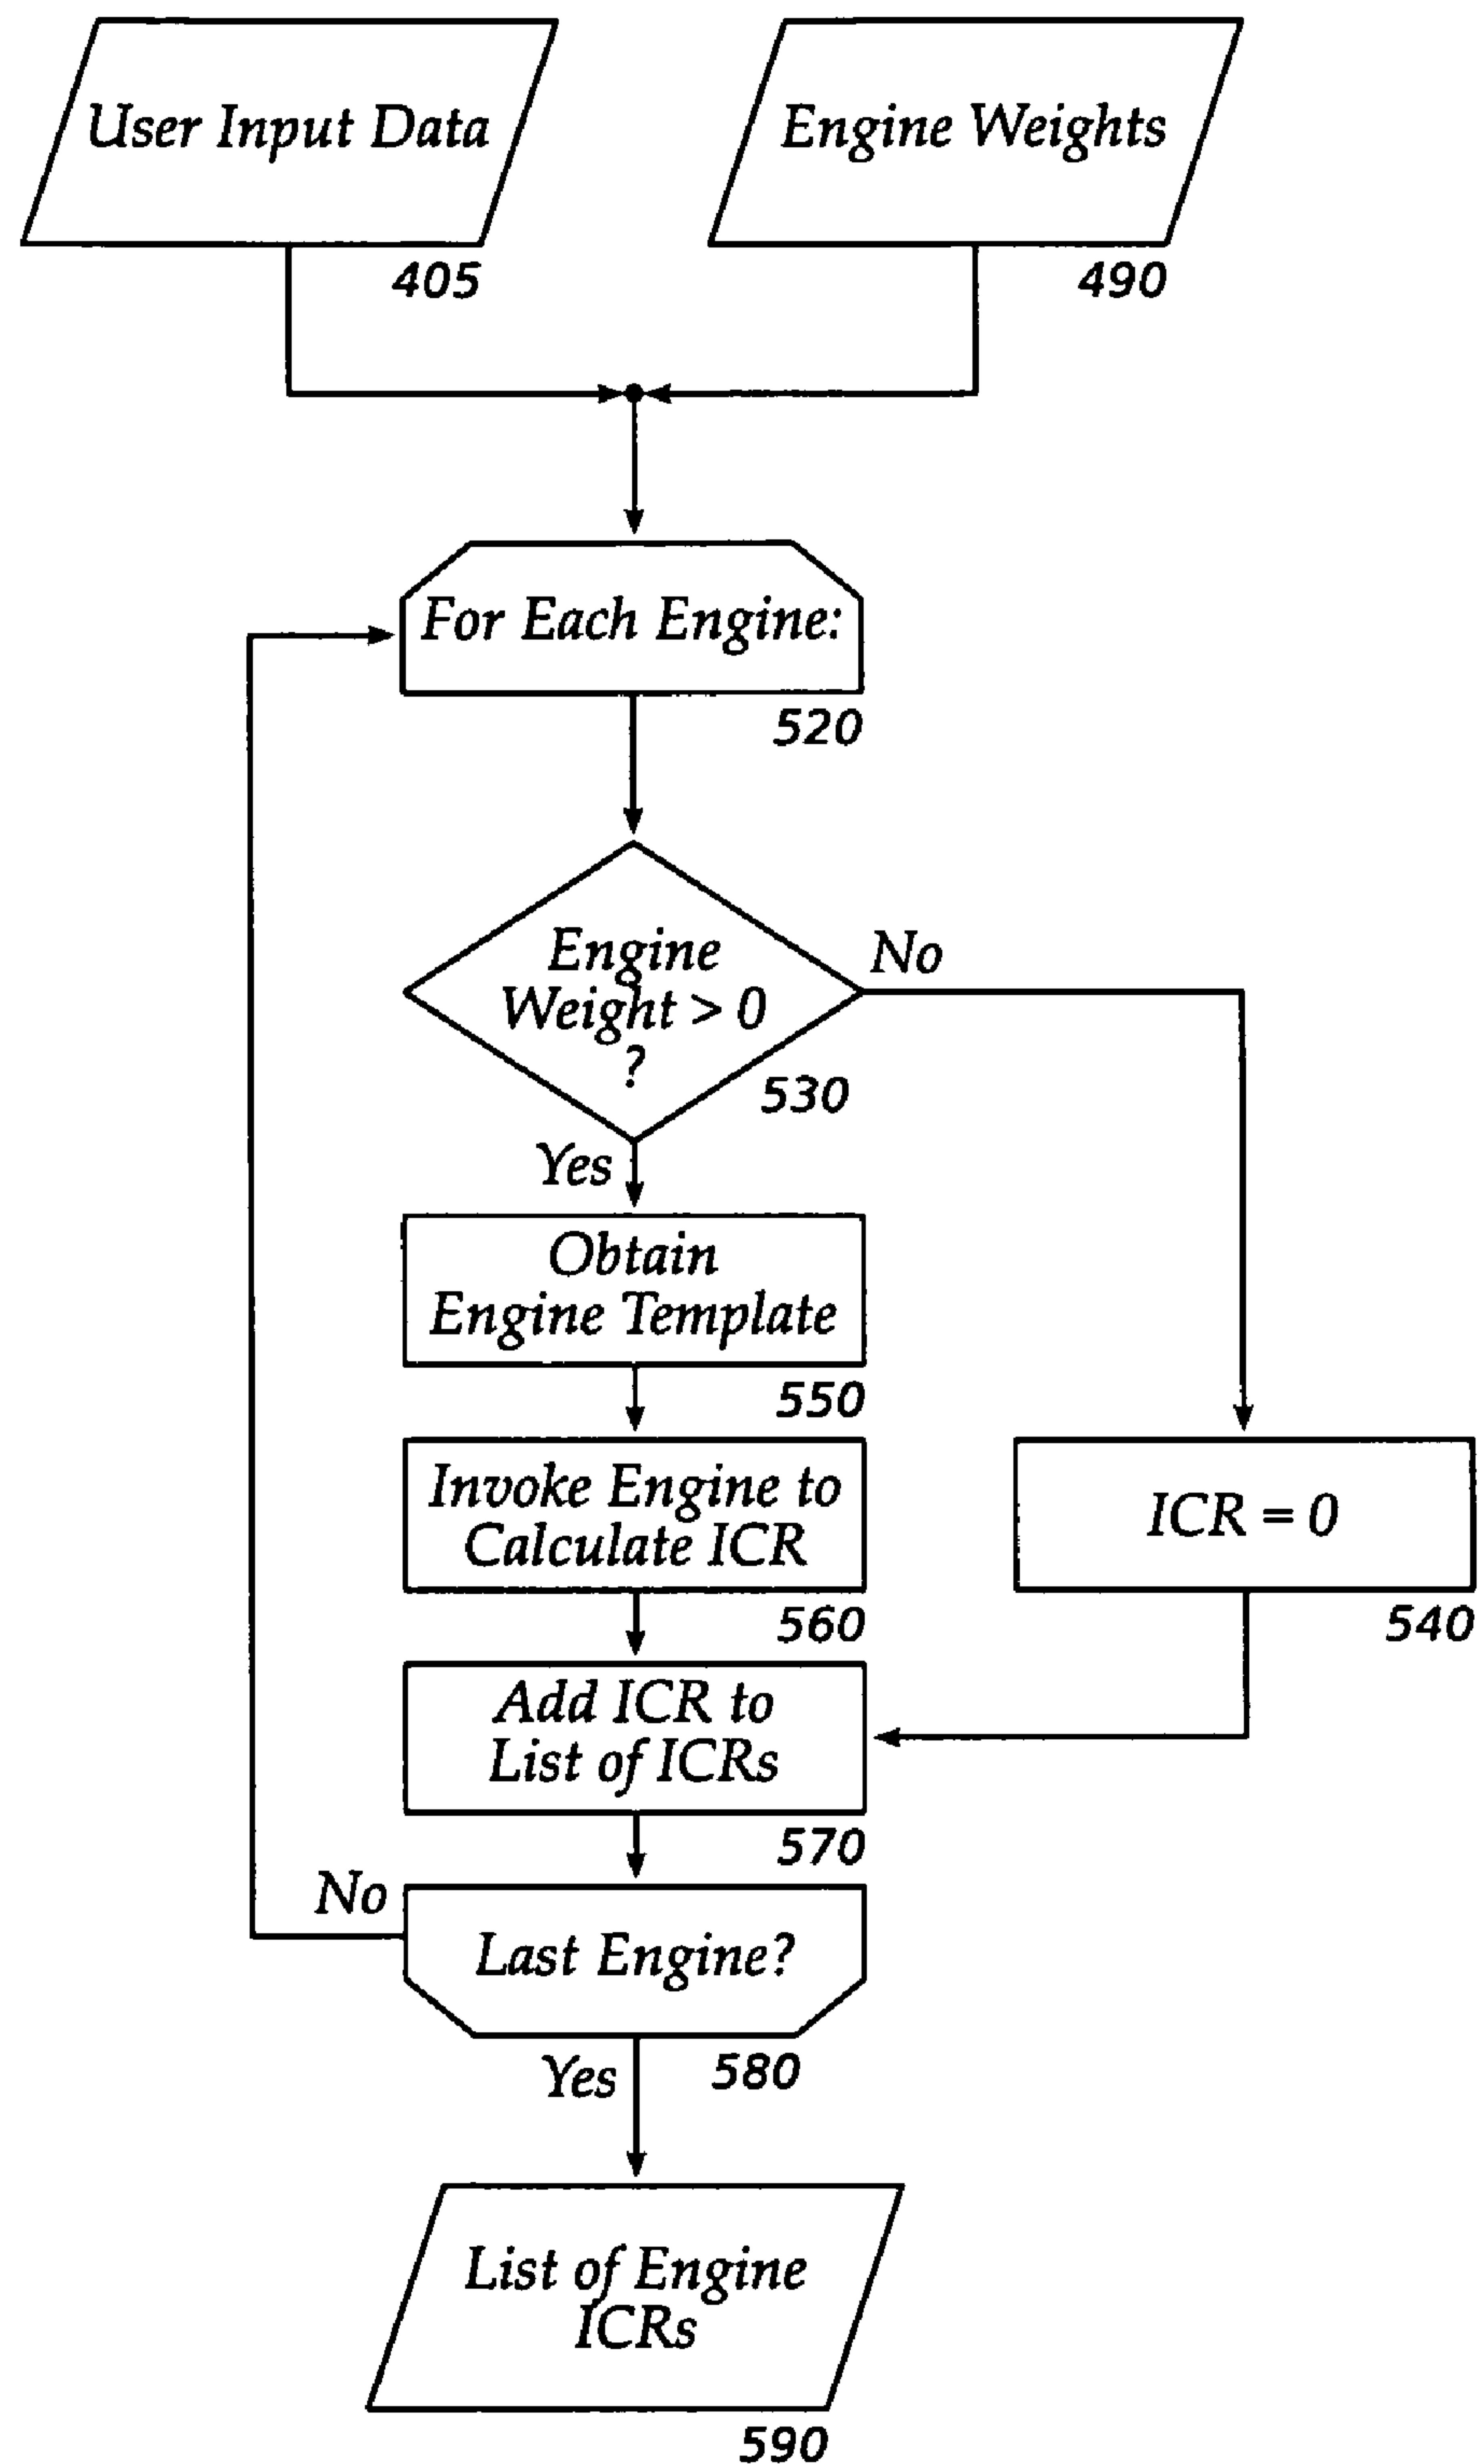 User Input Data
405
Engine Weights
490
For Each Engine:
520
Engine
Weight > 0
?
530
No
Yes
Obtain
Engine Template
550
Invoke Engine to
Calculate ICR
560
ICR = 0
540
Add ICR to
List of ICRs
570
No
Last Engine?
580
Yes
List of Engine
ICRs
590